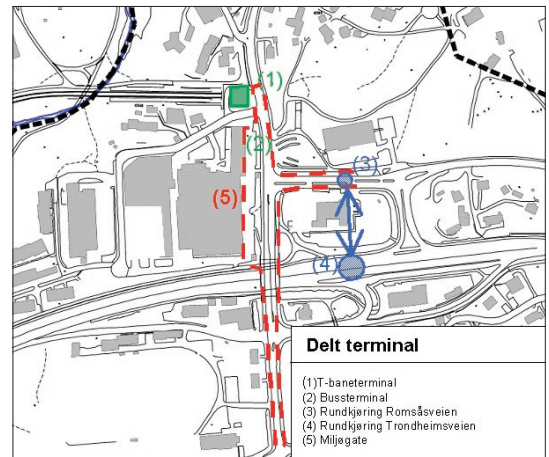 (1)
(2)
(3)
(5)
(4)
Delt terminal
(1)T-baneterminal
(2) Bussterminal
(3) Rundkjøring Romsåsveien
(4) Rundkjøring Trondheimsveien
(5) Miljøgate